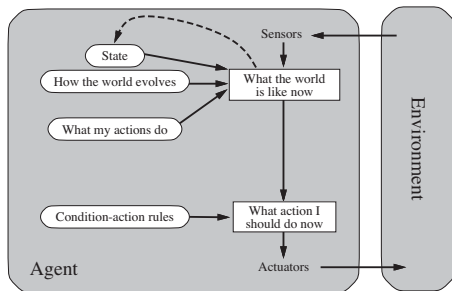 Sensors
State
How the world evolves
What the world
is like now
What my actions do
Environment
Condition-action rules
What action I
should do now
Agent
Actuators